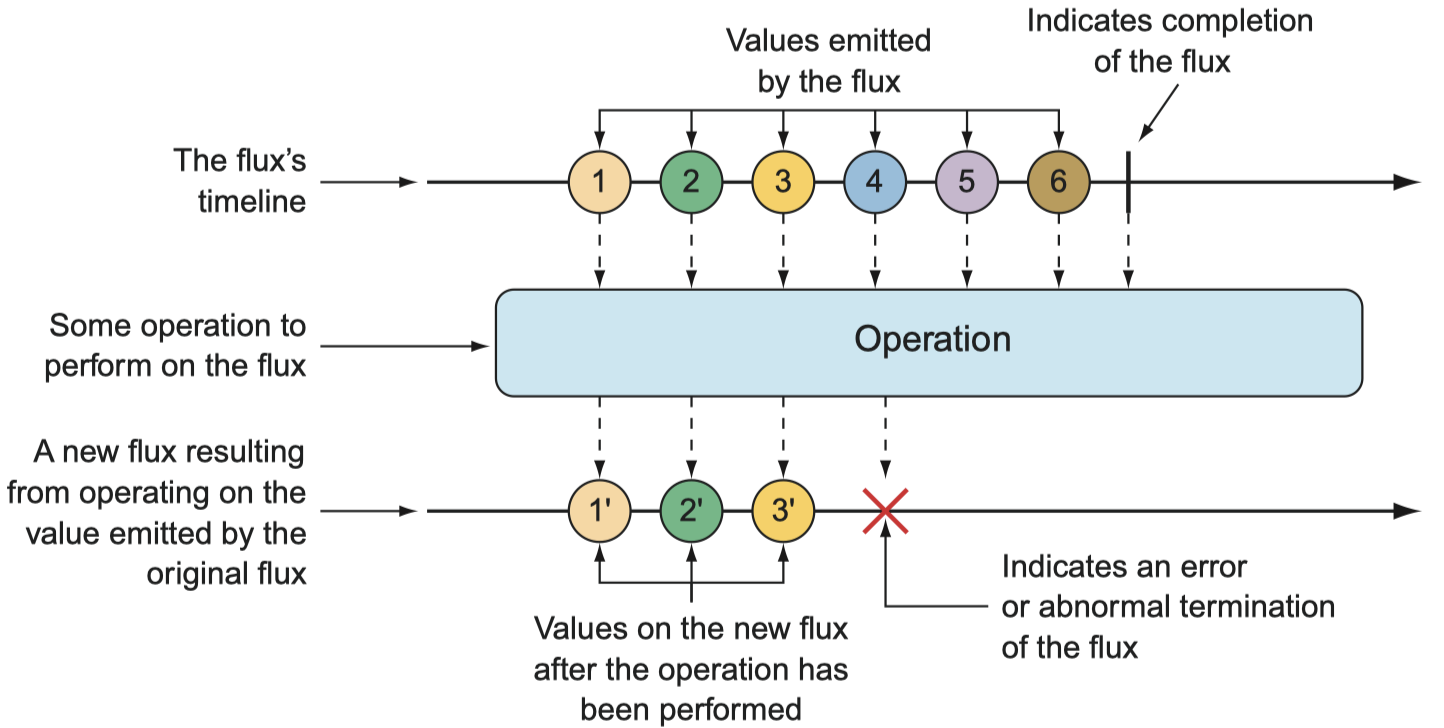 Values emitted
by the flux
Indicates completion
of the flux
The flux’s
timeline
1 2 3 4 5 6
Some operation to
perform on the flux
Operation
A new flux resulting
from operating on the
value emitted by the
original flux
1' 2' 3'
Values on the new flux
after the operation has
been performed
Indicates an error
or abnormal termination
of the flux